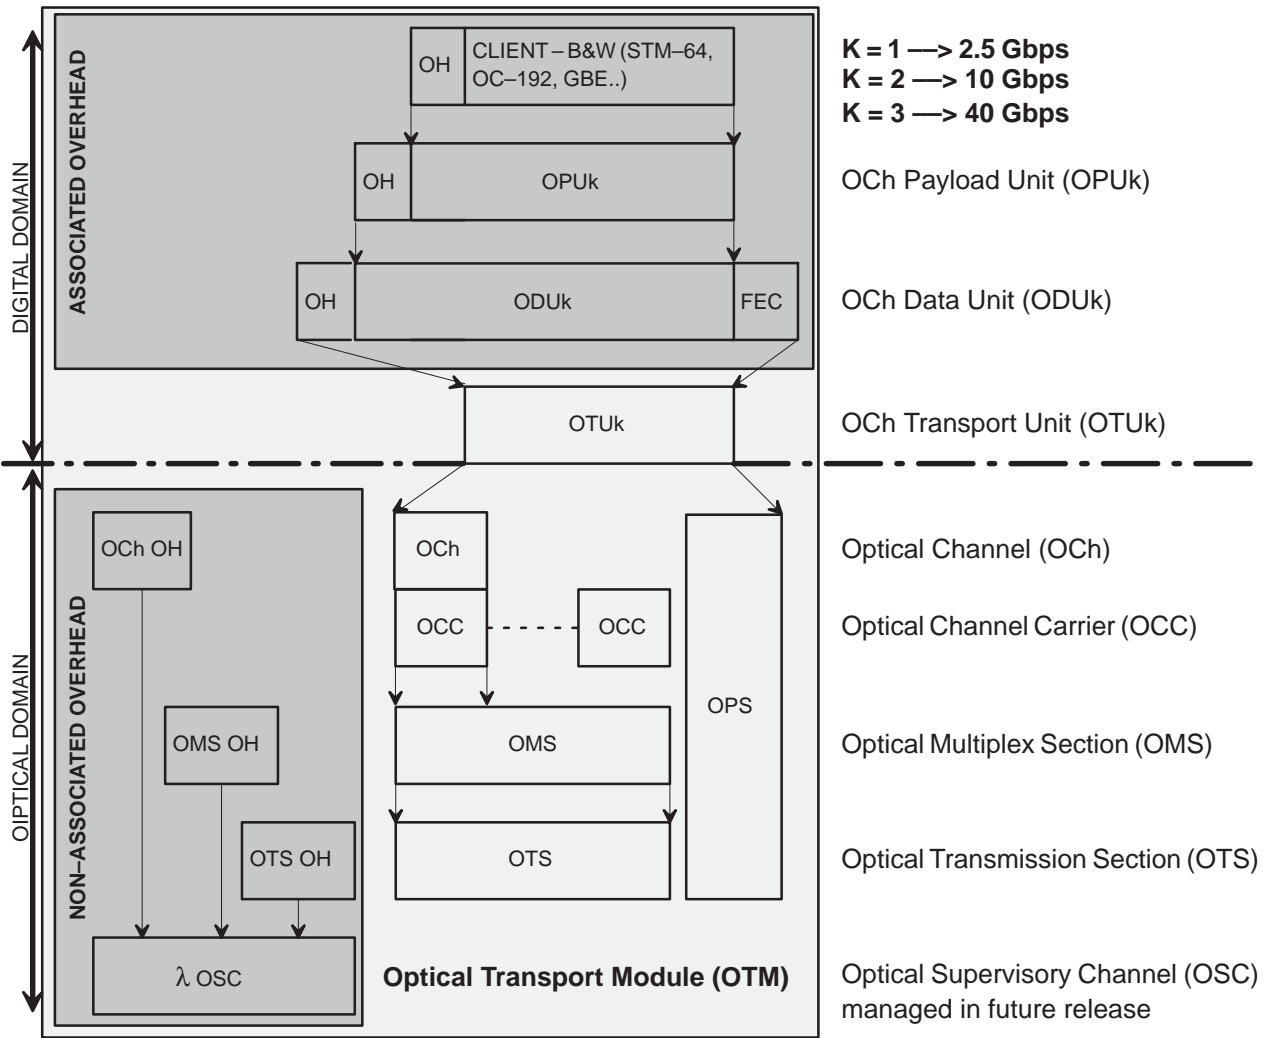 DIGITAL DOMAIN
ASSOCIATED OVERHEAD
OH
CLIENT – B&W (STM–64,
OC–192, GBE..)
K = 1 —> 2.5 Gbps
K = 2 —> 10 Gbps
K = 3 —> 40 Gbps
OH
OPUk
OCh Payload Unit (OPUk)
OH
ODUk
FEC
OCh Data Unit (ODUk)
OTUk
OCh Transport Unit (OTUk)
OIPTICAL DOMAIN
NON–ASSOCIATED OVERHEAD
OCh OH
OCh
Optical Channel (OCh)
OCC
OCC
Optical Channel Carrier (OCC)
OPS
OMS OH
OMS
Optical Multiplex Section (OMS)
OTS OH
OTS
Optical Transmission Section (OTS)
λ OSC
Optical Transport Module (OTM)
Optical Supervisory Channel (OSC)
managed in future release